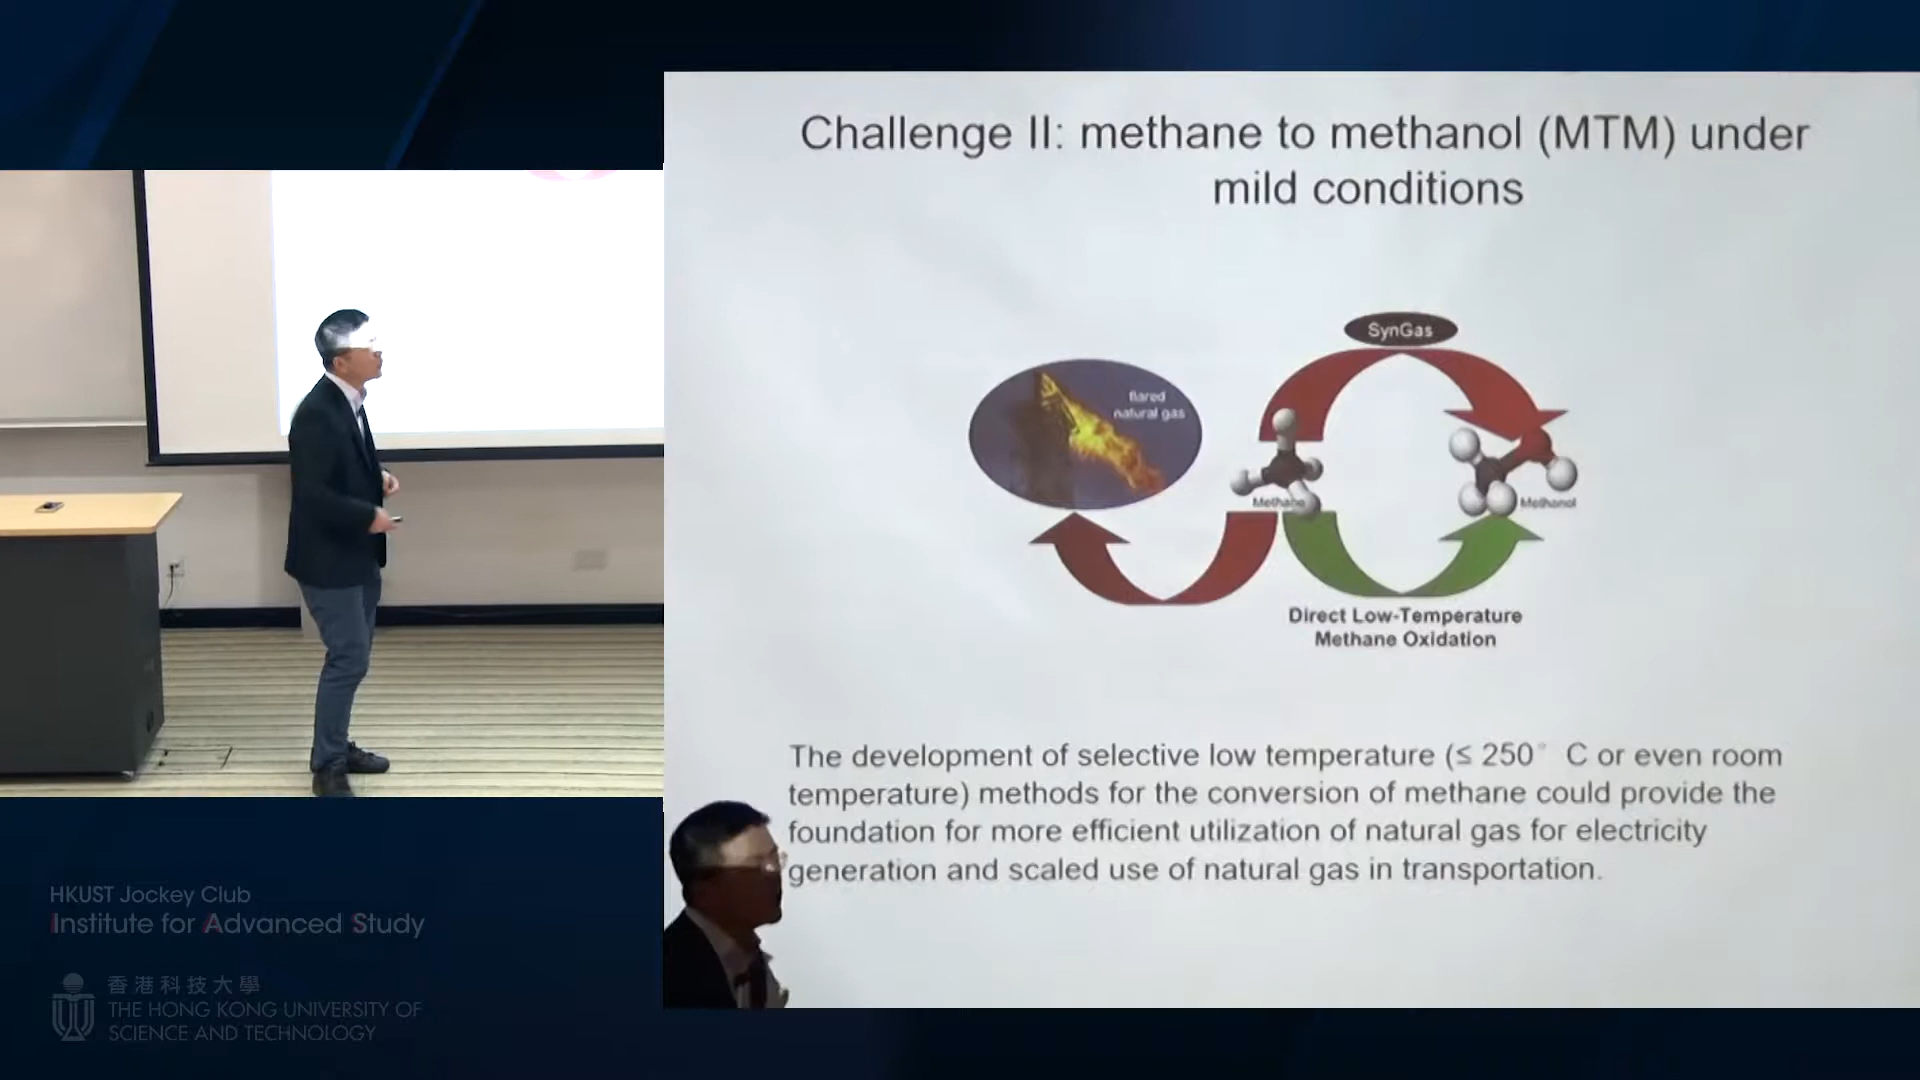 Challenge II: methane to methanol (MTM) under
mild conditions
SynGas
flared
natural gas
Methane
Methanol
Direct Low-Temperature
Methane Oxidation
The development of selective low temperature (≤ 250° C or even room
temperature) methods for the conversion of methane could provide the
foundation for more efficient utilization of natural gas for electricity
generation and scaled use of natural gas in transportation.
HKUST Jockey Club
Institute for Advanced Study
香港科技大學
THE HONG KONG UNIVERSITY OF
SCIENCE AND TECHNOLOGY